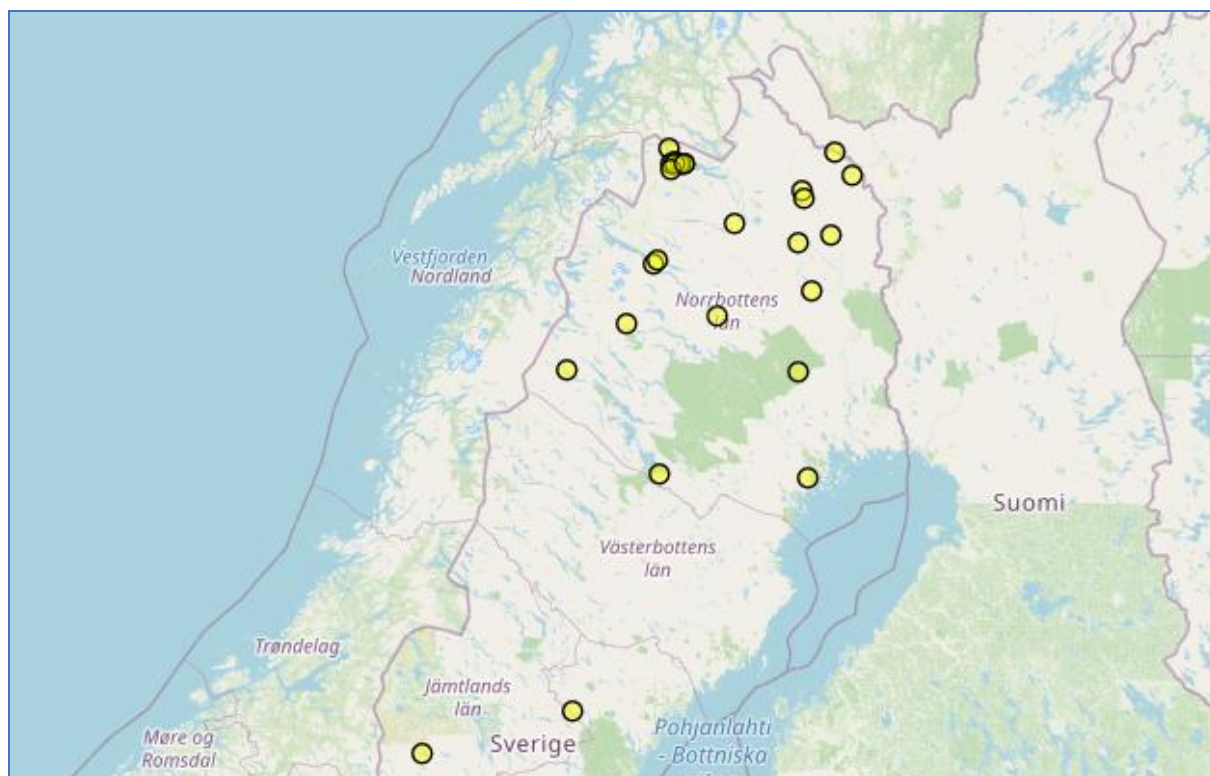 Vestfjorden
Nordland
Norrbottens
län
Suomi
Västerbottens
län
Trøndelag
Jämtlands
län
Møre og
Romsdal
Sverige
Pohjanlahti
- Bottniska